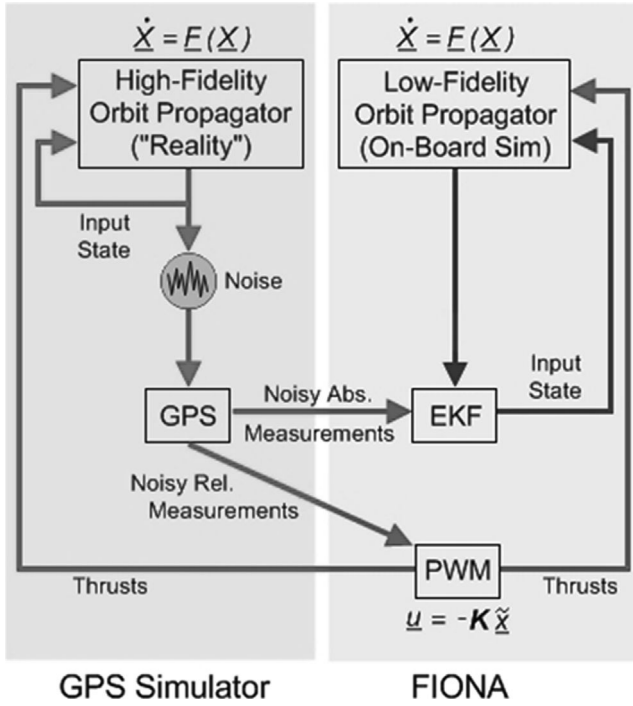 Ẋ = F(X)
High-Fidelity
Orbit Propagator
("Reality")
Input
State
Noise
GPS
Noisy Abs.
Measurements
Noisy Rel.
Measurements
Thrusts
GPS Simulator
Ẋ = F(X)
Low-Fidelity
Orbit Propagator
(On-Board Sim)
EKF
Input
State
PWM
Thrusts
u = -K x̃
FIONA